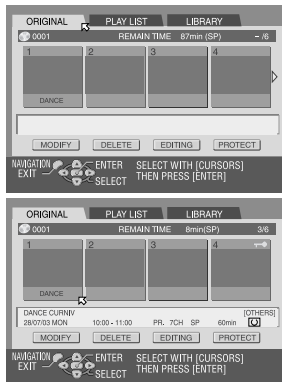 ORIGINAL PLAY LIST LIBRARY
0001 REMAIN TIME 87min (SP) – /6
1 2 3 4
DANCE
MODIFY DELETE EDITING PROTECT
NAVIGATION ENTER SELECT WITH [CURSORS]
EXIT SELECT THEN PRESS [ENTER]
ORIGINAL PLAY LIST LIBRARY
0001 REMAIN TIME 8min(SP) 3/6
1 2 3 4
DANCE
DANCE CURNIV [OTHERS]
28/07/03 MON 10:00 - 11:00 PR. 7CH SP 60min
MODIFY DELETE EDITING PROTECT
NAVIGATION ENTER SELECT WITH [CURSORS]
EXIT SELECT THEN PRESS [ENTER]